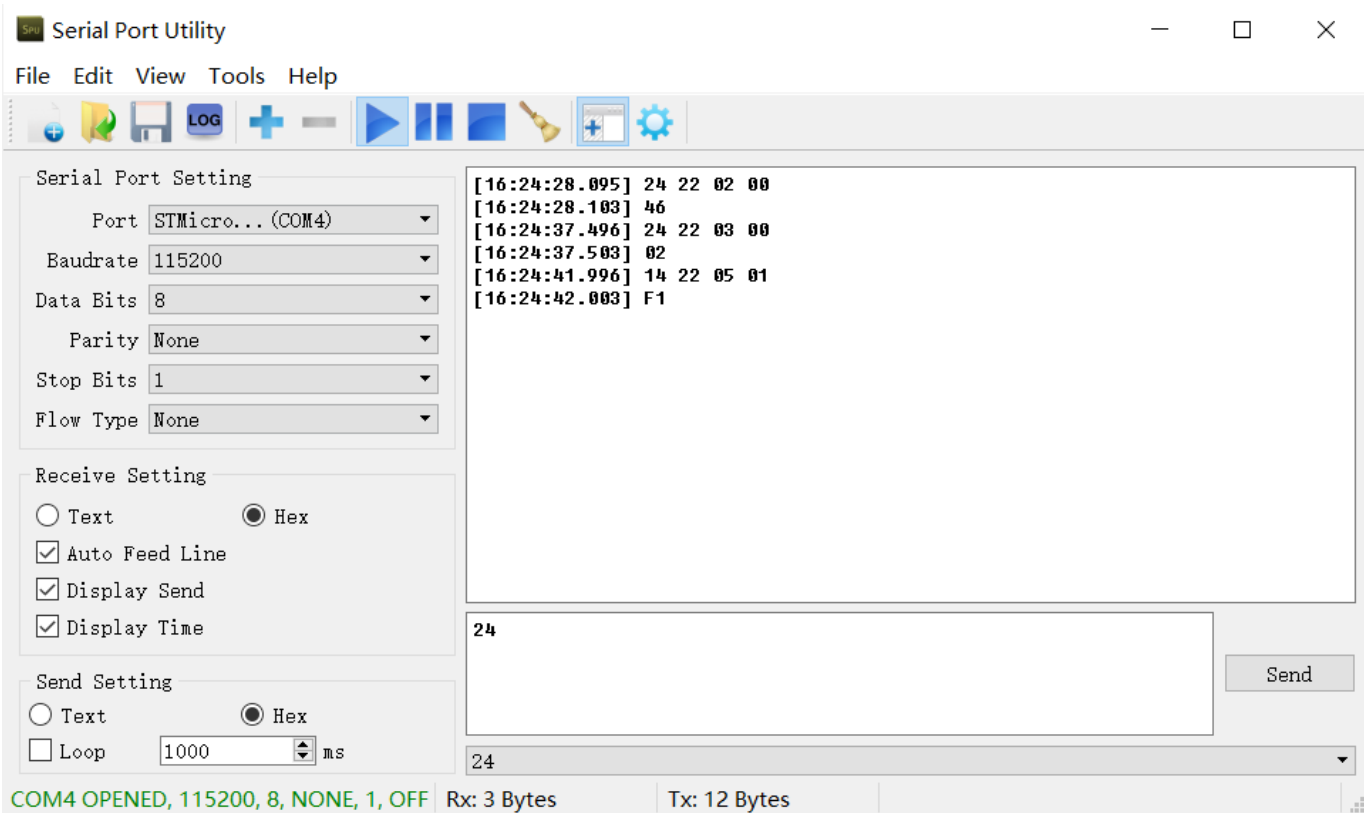 SPU Serial Port Utility
File Edit View Tools Help
LOG
Serial Port Setting
Port STMicro...(COM4)
Baudrate 115200
Data Bits 8
Parity None
Stop Bits 1
Flow Type None
Receive Setting
Text Hex
Auto Feed Line
Display Send
Display Time
Send Setting
Text Hex
Loop 1000 ms
[16:24:28.095] 24 22 02 00
[16:24:28.103] 46
[16:24:37.496] 24 22 03 00
[16:24:37.503] 02
[16:24:41.996] 14 22 05 01
[16:24:42.003] F1
24
Send
24
COM4 OPENED, 115200, 8, NONE, 1, OFF Rx: 3 Bytes Tx: 12 Bytes